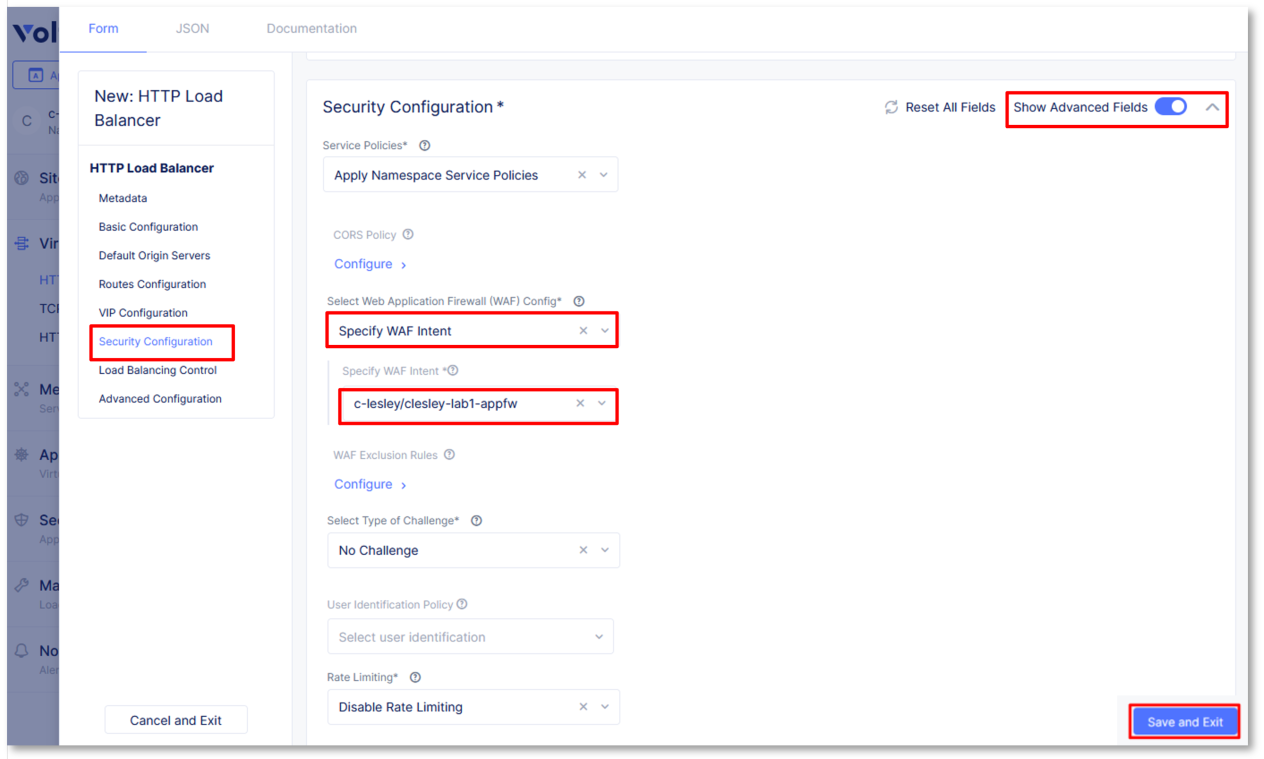 Form
JSON
Documentation
New: HTTP Load
Balancer
HTTP Load Balancer
Metadata
Basic Configuration
Default Origin Servers
Routes Configuration
VIP Configuration
Security Configuration
Load Balancing Control
Advanced Configuration
Cancel and Exit
Security Configuration *
Reset All Fields
Show Advanced Fields
Service Policies*
Apply Namespace Service Policies
CORS Policy
Configure
Select Web Application Firewall (WAF) Config*
Specify WAF Intent
Specify WAF Intent *
c-lesley/clesley-lab1-appfw
WAF Exclusion Rules
Configure
Select Type of Challenge*
No Challenge
User Identification Policy
Select user identification
Rate Limiting*
Disable Rate Limiting
Save and Exit